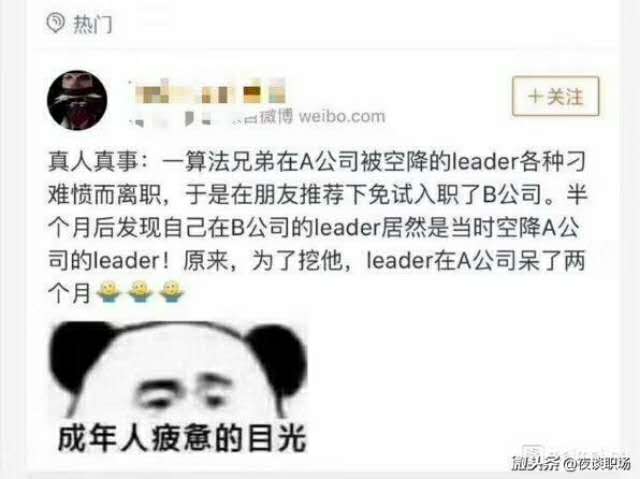 热门
+关注
微博 weibo.com
真人真事：一算法兄弟在A公司被空降的leader各种刁
难愤而离职，于是在朋友推荐下免试入职了B公司。半
个月后发现自己在B公司的leader居然是当时空降A公
司的leader！原来，为了挖他，leader在A公司呆了两
个月
成年人疲惫的目光
头条 @夜谈职场